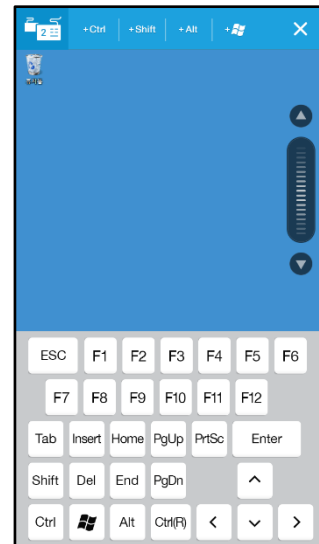 2 +Ctrl +Shift +Alt +
ESC F1 F2 F3 F4 F5 F6
F7 F8 F9 F10 F11 F12
Tab Insert Home PgUp PrtSc Enter
Shift Del End PgDn
Ctrl Alt Ctrl(R)